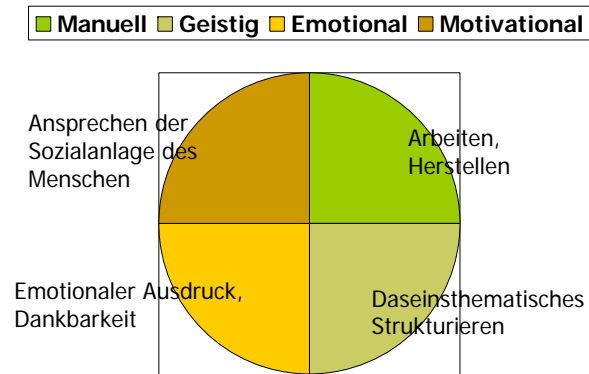 Manuell Geistig Emotional Motivational
Ansprechen der
Sozialanlage des
Menschen
Arbeiten,
Herstellen
Emotionaler Ausdruck,
Dankbarkeit
Daseinsthematisches
Strukturieren